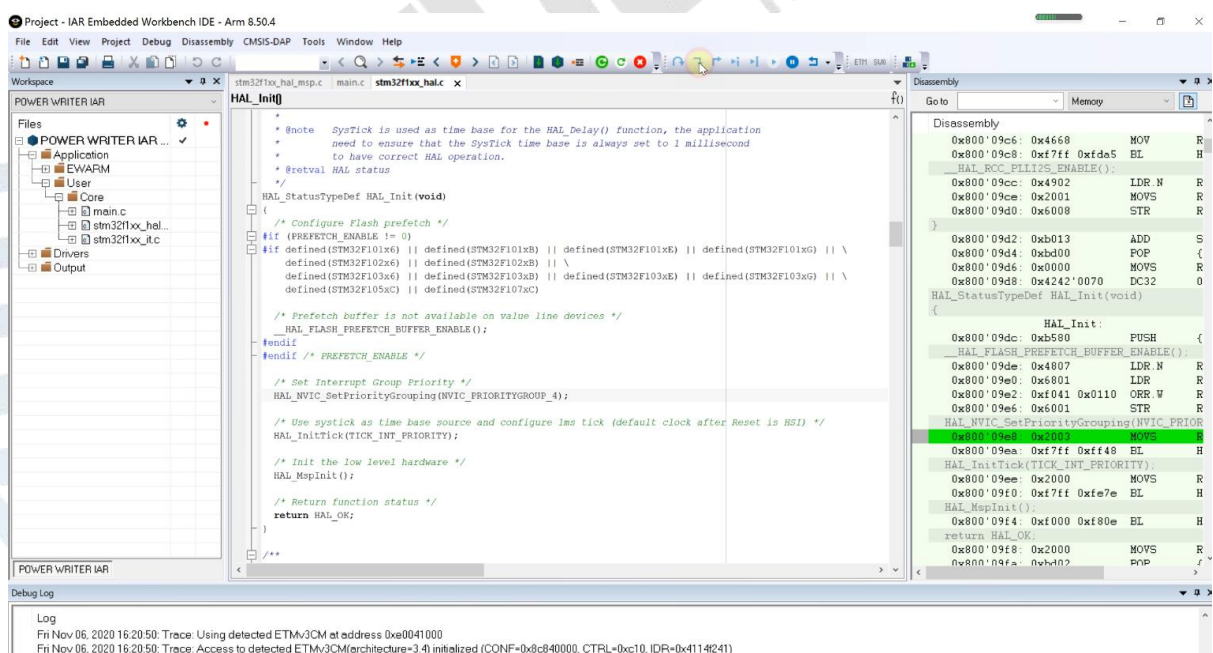 Project - IAR Embedded Workbench IDE - Arm 8.50.4
File Edit View Project Debug Disassembly CMSIS-DAP Tools Window Help
ETM SWO
Workspace
POWER WRITER IAR
Files
POWER WRITER IAR ...
Application
EWARM
User
Core
main.c
stm32f1xx_hal...
stm32f1xx_it.c
Drivers
Output
POWER WRITER IAR
stm32f1xx_hal_msp.c main.c stm32f1xx_hal.c x
HAL_Init()
f()
*
* @note SysTick is used as time base for the HAL_Delay() function, the application
* need to ensure that the SysTick time base is always set to 1 millisecond
* to have correct HAL operation.
* @retval HAL status
*/
HAL_StatusTypeDef HAL_Init(void)
{
/* Configure Flash prefetch */
#if (PREFETCH_ENABLE != 0)
#if defined(STM32F101x6) || defined(STM32F101xB) || defined(STM32F101xE) || defined(STM32F101xG) || \
defined(STM32F102x6) || defined(STM32F102xB) || \
defined(STM32F103x6) || defined(STM32F103xB) || defined(STM32F103xE) || defined(STM32F103xG) || \
defined(STM32F105xC) || defined(STM32F107xC)
/* Prefetch buffer is not available on value line devices */
__HAL_FLASH_PREFETCH_BUFFER_ENABLE();
#endif
#endif /* PREFETCH_ENABLE */
/* Set Interrupt Group Priority */
HAL_NVIC_SetPriorityGrouping(NVIC_PRIORITYGROUP_4);
/* Use systick as time base source and configure 1ms tick (default clock after Reset is HSI) */
HAL_InitTick(TICK_INT_PRIORITY);
/* Init the low level hardware */
HAL_MspInit();
/* Return function status */
return HAL_OK;
}
/**
Disassembly
Go to Memory
Disassembly
0x800'09c6: 0x4668 MOV R
0x800'09c8: 0xf7ff 0xfda5 BL H
__HAL_RCC_PLLI2S_ENABLE();
0x800'09cc: 0x4902 LDR.N R
0x800'09ce: 0x2001 MOVS R
0x800'09d0: 0x6008 STR R
}
0x800'09d2: 0xb013 ADD S
0x800'09d4: 0xbd00 POP {
0x800'09d6: 0x0000 MOVS R
0x800'09d8: 0x4242'0070 DC32 0
HAL_StatusTypeDef HAL_Init(void)
{
HAL_Init:
0x800'09dc: 0xb580 PUSH {
__HAL_FLASH_PREFETCH_BUFFER_ENABLE();
0x800'09de: 0x4807 LDR.N R
0x800'09e0: 0x6801 LDR R
0x800'09e2: 0xf041 0x0110 ORR.W R
0x800'09e6: 0x6001 STR R
HAL_NVIC_SetPriorityGrouping(NVIC_PRIOR
0x800'09e8: 0x2003 MOVS R
0x800'09ea: 0xf7ff 0xff48 BL H
HAL_InitTick(TICK_INT_PRIORITY);
0x800'09ee: 0x2000 MOVS R
0x800'09f0: 0xf7ff 0xfe7e BL H
HAL_MspInit();
0x800'09f4: 0xf000 0xf80e BL H
return HAL_OK;
0x800'09f8: 0x2000 MOVS R
0x800'09fa: 0xbd02 POP {
Debug Log
Log
Fri Nov 06, 2020 16:20:50: Trace: Using detected ETMv3CM at address 0xe0041000
Fri Nov 06, 2020 16:20:50: Trace: Access to detected ETMv3CM(architecture=3.4) initialized (CONF=0x8c840000, CTRL=0xc10, IDR=0x4114f241)